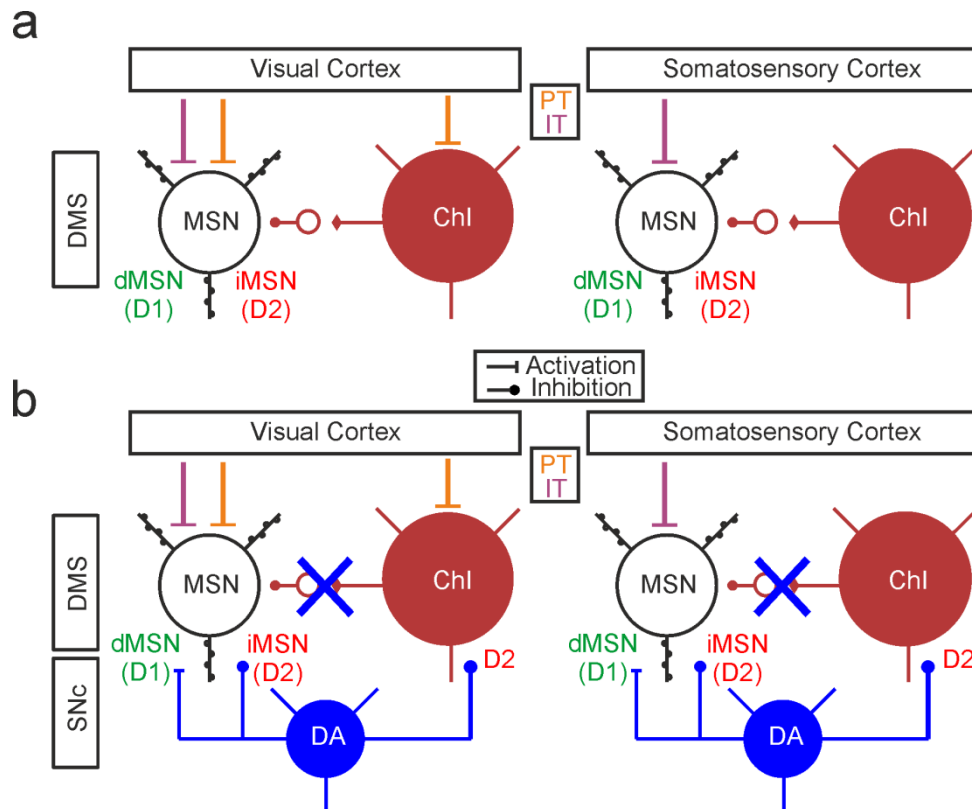 a
Visual Cortex
Somatosensory Cortex
PT
IT
DMS
MSN
ChI
MSN
ChI
dMSN
(D1)
iMSN
(D2)
dMSN
(D1)
iMSN
(D2)
Activation
Inhibition
b
Visual Cortex
Somatosensory Cortex
PT
IT
DMS
MSN
ChI
MSN
ChI
dMSN
(D1)
iMSN
(D2)
D2
dMSN
(D1)
iMSN
(D2)
D2
SNc
DA
DA